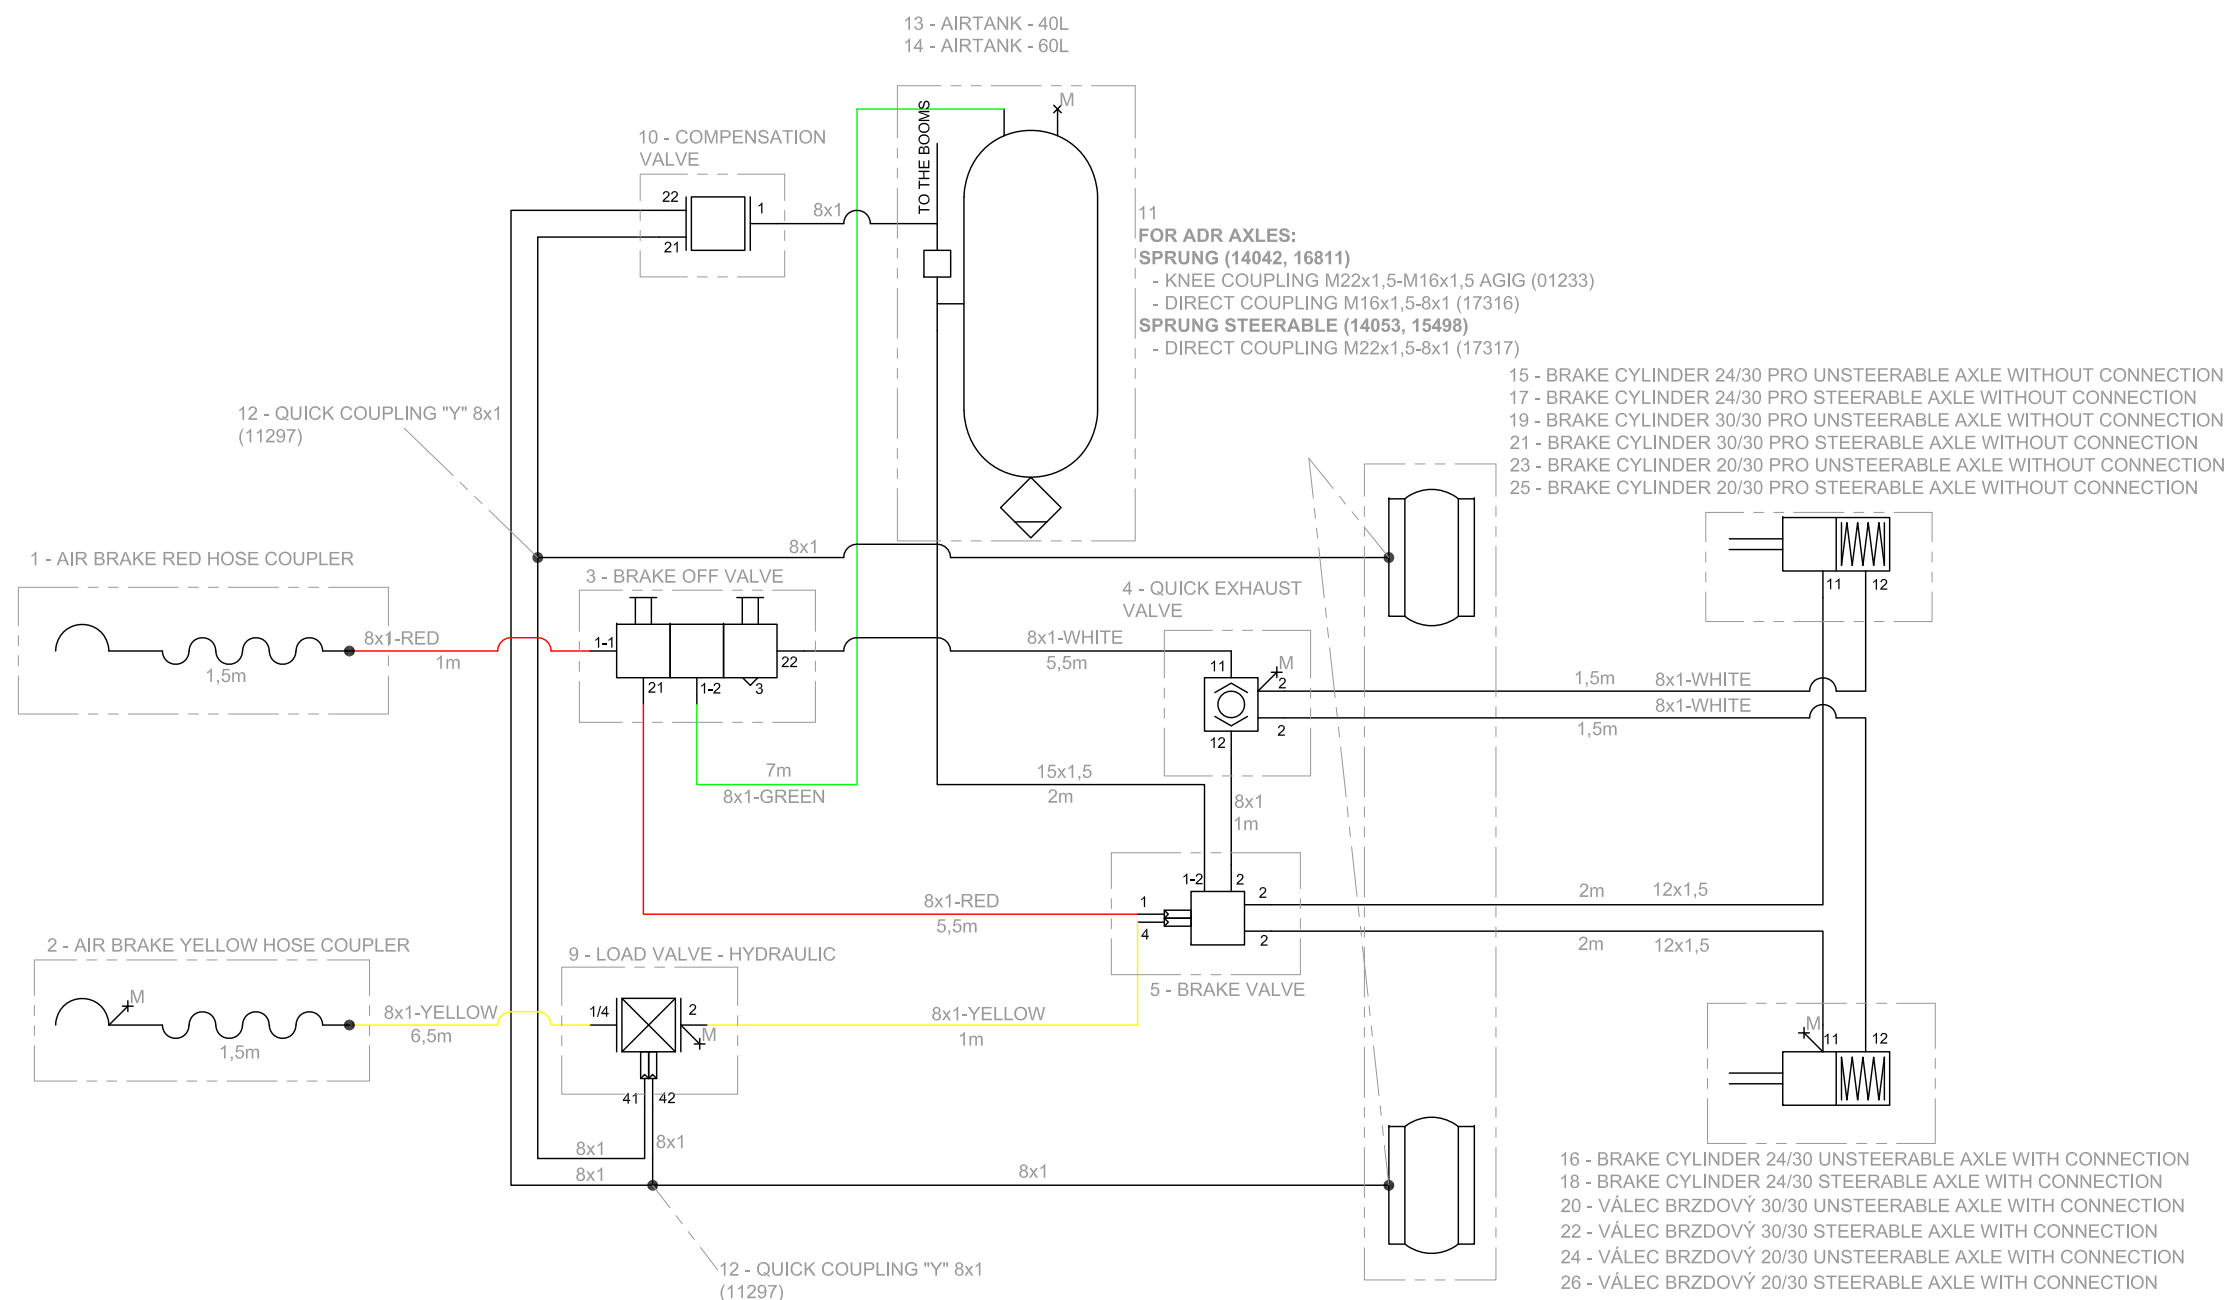 13 - AIRTANK - 40L
14 - AIRTANK - 60L
M
TO THE BOOMS
10 - COMPENSATION
VALVE
22
1
21
8x1
11
FOR ADR AXLES:
SPRUNG (14042, 16811)
- KNEE COUPLING M22x1,5-M16x1,5 AGIG (01233)
- DIRECT COUPLING M16x1,5-8x1 (17316)
SPRUNG STEERABLE (14053, 15498)
- DIRECT COUPLING M22x1,5-8x1 (17317)
15 - BRAKE CYLINDER 24/30 PRO UNSTEERABLE AXLE WITHOUT CONNECTION
17 - BRAKE CYLINDER 24/30 PRO STEERABLE AXLE WITHOUT CONNECTION
19 - BRAKE CYLINDER 30/30 PRO UNSTEERABLE AXLE WITHOUT CONNECTION
21 - BRAKE CYLINDER 30/30 PRO STEERABLE AXLE WITHOUT CONNECTION
23 - BRAKE CYLINDER 20/30 PRO UNSTEERABLE AXLE WITHOUT CONNECTION
25 - BRAKE CYLINDER 20/30 PRO STEERABLE AXLE WITHOUT CONNECTION
12 - QUICK COUPLING "Y" 8x1
(11297)
8x1
1 - AIR BRAKE RED HOSE COUPLER
1,5m
8x1-RED
1m
3 - BRAKE OFF VALVE
1-1
22
21
1-2
3
8x1-WHITE
5,5m
4 - QUICK EXHAUST
VALVE
11
M
2
2
12
11
12
1,5m
8x1-WHITE
8x1-WHITE
1,5m
7m
8x1-GREEN
15x1,5
2m
8x1
1m
1-2
2
2
1
4
2
5 - BRAKE VALVE
8x1-RED
5,5m
2m
12x1,5
2m
12x1,5
2 - AIR BRAKE YELLOW HOSE COUPLER
M
1,5m
8x1-YELLOW
6,5m
9 - LOAD VALVE - HYDRAULIC
1/4
2
M
41
42
8x1-YELLOW
1m
M
11
12
8x1
8x1
8x1
8x1
12 - QUICK COUPLING "Y" 8x1
(11297)
16 - BRAKE CYLINDER 24/30 UNSTEERABLE AXLE WITH CONNECTION
18 - BRAKE CYLINDER 24/30 STEERABLE AXLE WITH CONNECTION
20 - VÁLEC BRZDOVÝ 30/30 UNSTEERABLE AXLE WITH CONNECTION
22 - VÁLEC BRZDOVÝ 30/30 STEERABLE AXLE WITH CONNECTION
24 - VÁLEC BRZDOVÝ 20/30 UNSTEERABLE AXLE WITH CONNECTION
26 - VÁLEC BRZDOVÝ 20/30 STEERABLE AXLE WITH CONNECTION